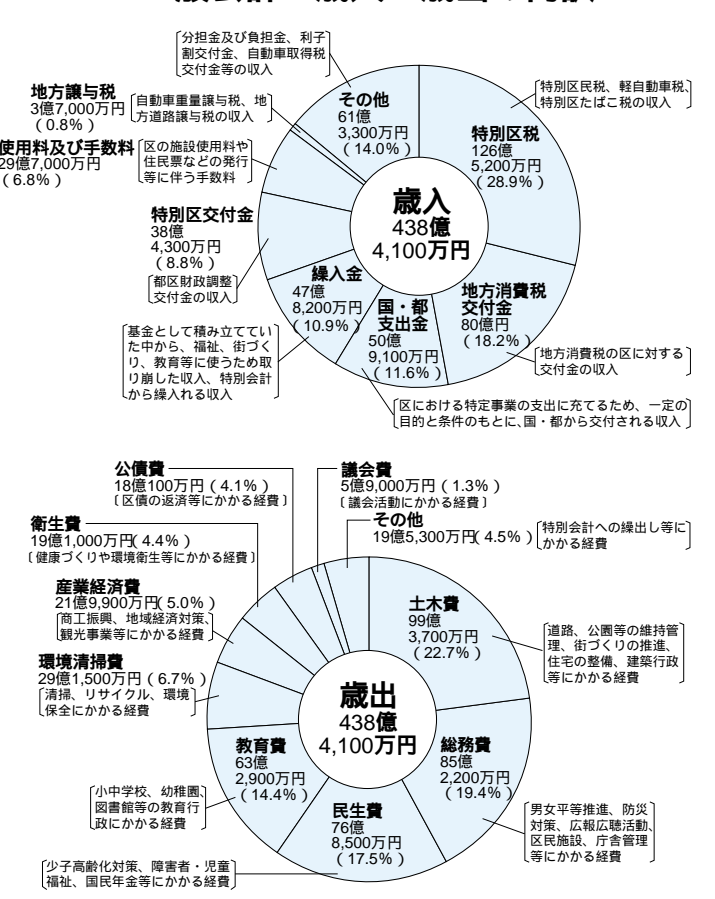 分担金及び負担金、利子
割交付金、自動車取得税
交付金等の収入
地方譲与税
3億7,000万円
(0.8%)
自動車重量譲与税、地
方道路譲与税の収入
その他
61億
3,300万円
(14.0%)
特別区税
126億
5,200万円
(28.9%)
特別区民税、軽自動車税、
特別区たばこ税の収入
使用料及び手数料
29億7,000万円
(6.8%)
区の施設使用料や
住民票などの発行
等に伴う手数料
歳入
438億
4,100万円
特別区交付金
38億
4,300万円
(8.8%)
都区財政調整
交付金の収入
繰入金
47億
8,200万円
(10.9%)
国・都
支出金
50億
9,100万円
(11.6%)
地方消費税
交付金
80億円
(18.2%)
基金として積み立ててい
た中から、福祉、街づく
り、教育等に使うため取
り崩した収入、特別会計
から繰入れる収入
地方消費税の区に対する
交付金の収入
区における特定事業の支出に充てるため、一定の
目的と条件のもとに、国・都から交付される収入
公債費
18億100万円(4.1%)
〔区債の返済等にかかる経費〕
議会費
5億9,000万円(1.3%)
〔議会活動にかかる経費〕
衛生費
19億1,000万円(4.4%)
〔健康づくりや環境衛生等にかかる経費〕
その他
19億5,300万円(4.5%)
特別会計への繰出し等に
かかる経費
産業経済費
21億9,900万円(5.0%)
商工振興、地域経済対策、
観光事業等にかかる経費
土木費
99億
3,700万円
(22.7%)
道路、公園等の維持管
理、街づくりの推進、
住宅の整備、建築行政
等にかかる経費
環境清掃費
29億1,500万円(6.7%)
清掃、リサイクル、環境
保全にかかる経費
歳出
438億
4,100万円
教育費
63億
2,900万円
(14.4%)
総務費
85億
2,200万円
(19.4%)
小中学校、幼稚園、
図書館等の教育行
政にかかる経費
民生費
76億
8,500万円
(17.5%)
男女平等推進、防災
対策、広報広聴活動、
区民施設、庁舎管理
等にかかる経費
少子高齢化対策、障害者・児童
福祉、国民年金等にかかる経費